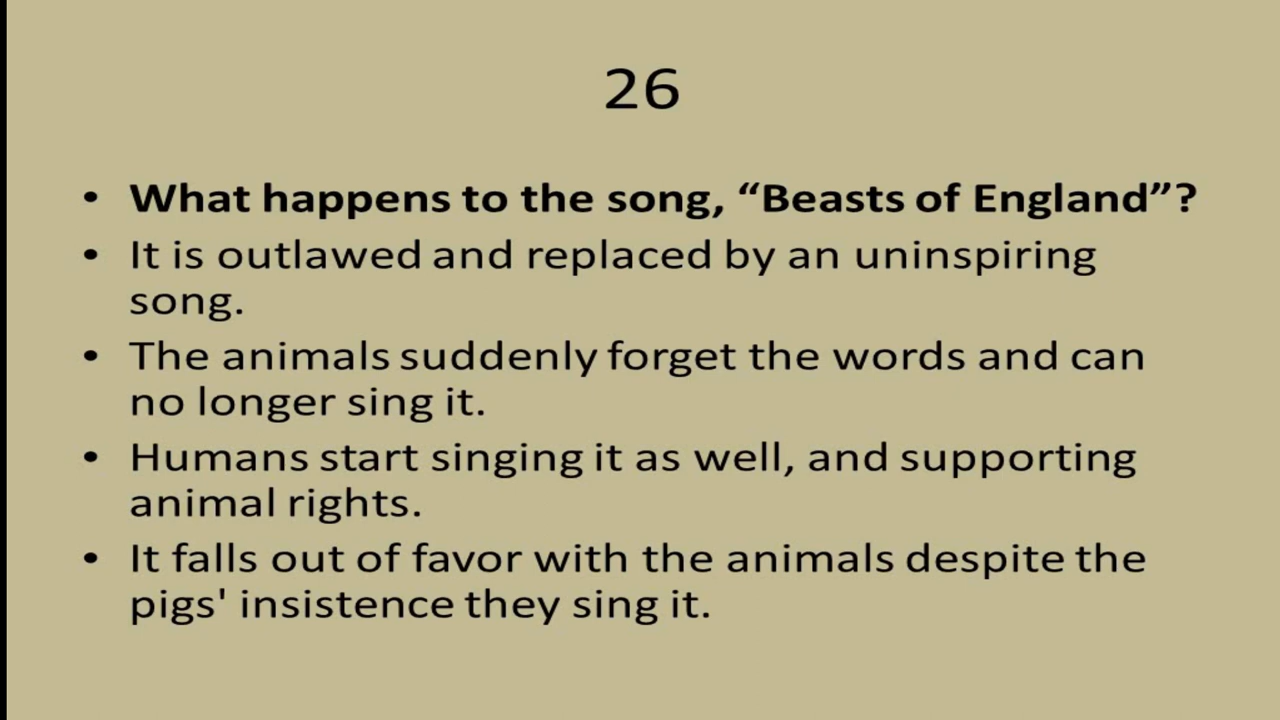 26
• What happens to the song, “Beasts of England”?
• It is outlawed and replaced by an uninspiring
song.
• The animals suddenly forget the words and can
no longer sing it.
• Humans start singing it as well, and supporting
animal rights.
• It falls out of favor with the animals despite the
pigs' insistence they sing it.